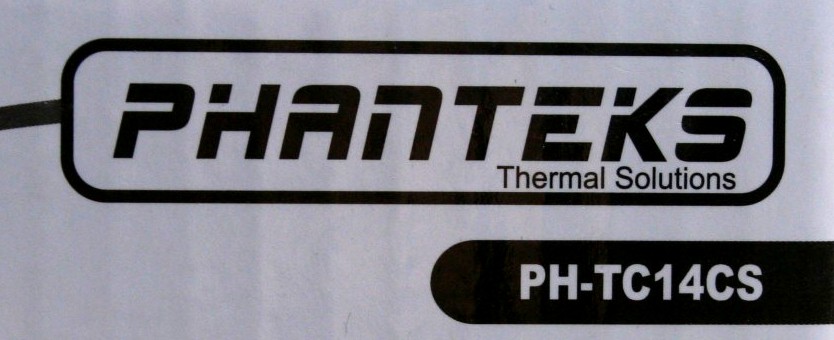 PHANTEKS
Thermal Solutions
PH-TC14CS